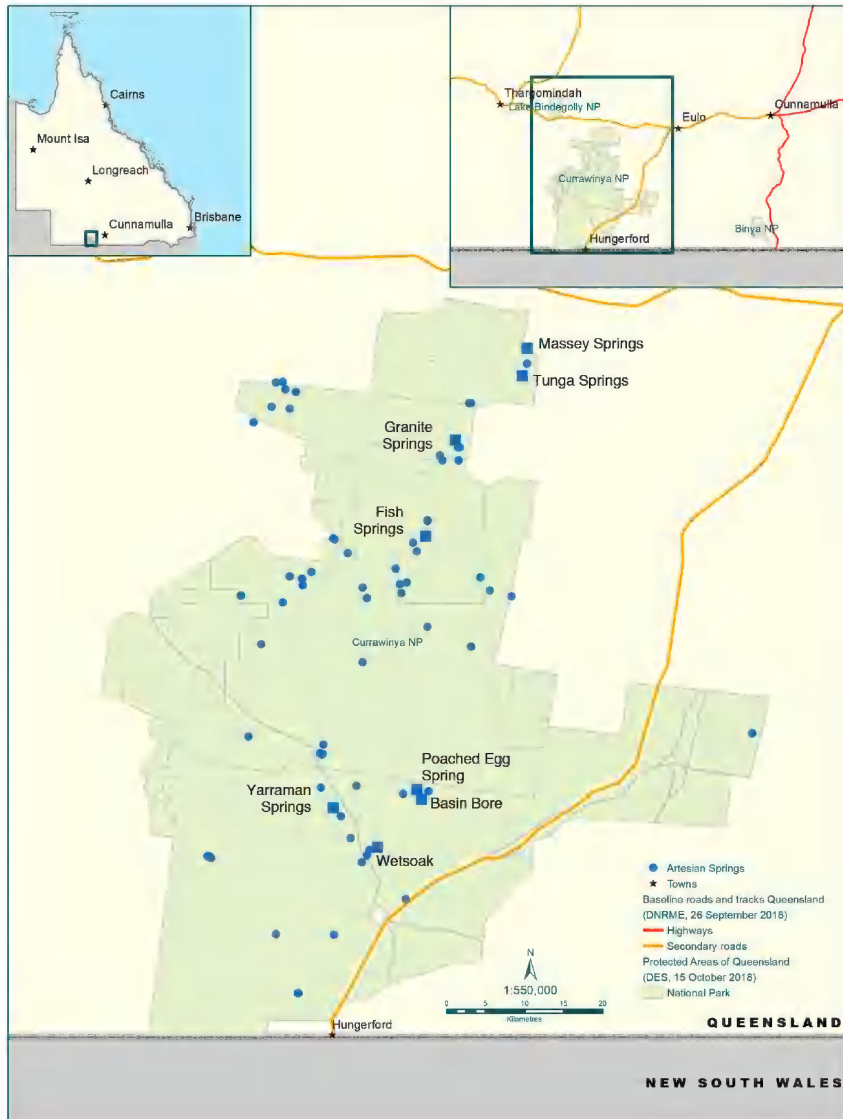 Cairns
Mount Isa
Longreach
Cunnamulla
Brisbane
Thargomindah
Lake Bindegolly NP
Eulo
Cunnamulla
Currawinya NP
Hungerford
Binya NP
Massey Springs
Tunga Springs
Granite
Springs
Fish
Springs
Currawinya NP
Poached Egg
Spring
Yarraman
Springs
Basin Bore
Wetsoak
Hungerford
Artesian Springs
Towns
Baseline roads and tracks Queensland
(DNRME, 26 September 2018)
Highways
Secondary roads
Protected Areas of Queensland
(DES, 15 October 2018)
National Park
N
1:550,000
0 2 5 10 15 20
Kilometres
QUEENSLAND
NEW SOUTH WALES